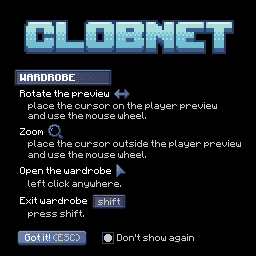 CLOBNET
WARDROBE
Rotate the preview
place the cursor on the player preview
and use the mouse wheel.
Zoom
place the cursor outside the player preview
and use the mouse wheel.
Open the wardrobe
left click anywhere.
Exit wardrobe shift
press shift.
Got it! (ESC) Don't show again